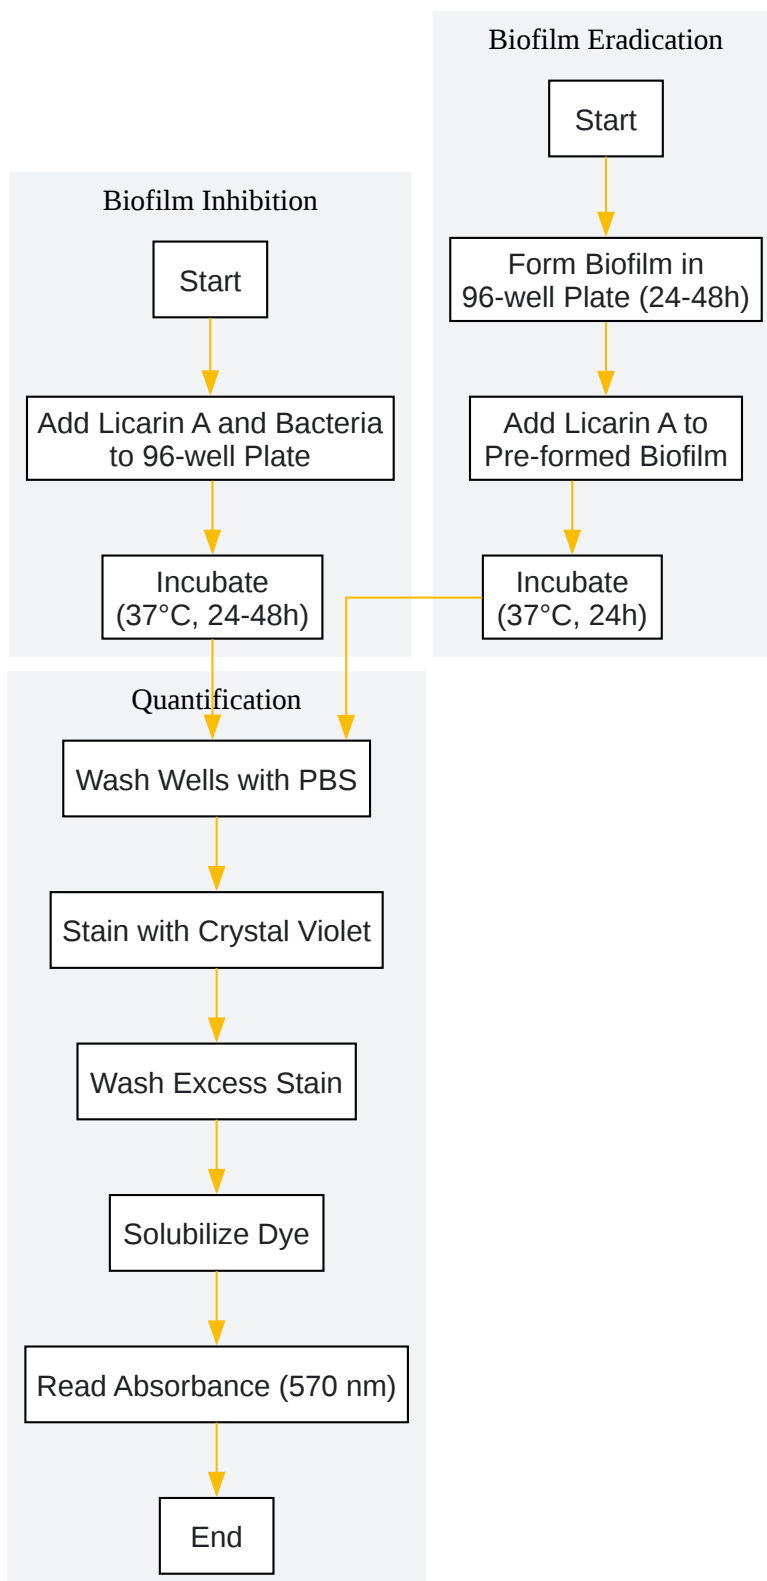 Biofilm Eradication
Start
Form Biofilm in
96-well Plate (24-48h)
Add Licarin A to
Pre-formed Biofilm
Incubate
(37°C, 24h)
Biofilm Inhibition
Start
Add Licarin A and Bacteria
to 96-well Plate
Incubate
(37°C, 24-48h)
Quantification
Wash Wells with PBS
Stain with Crystal Violet
Wash Excess Stain
Solubilize Dye
Read Absorbance (570 nm)
End